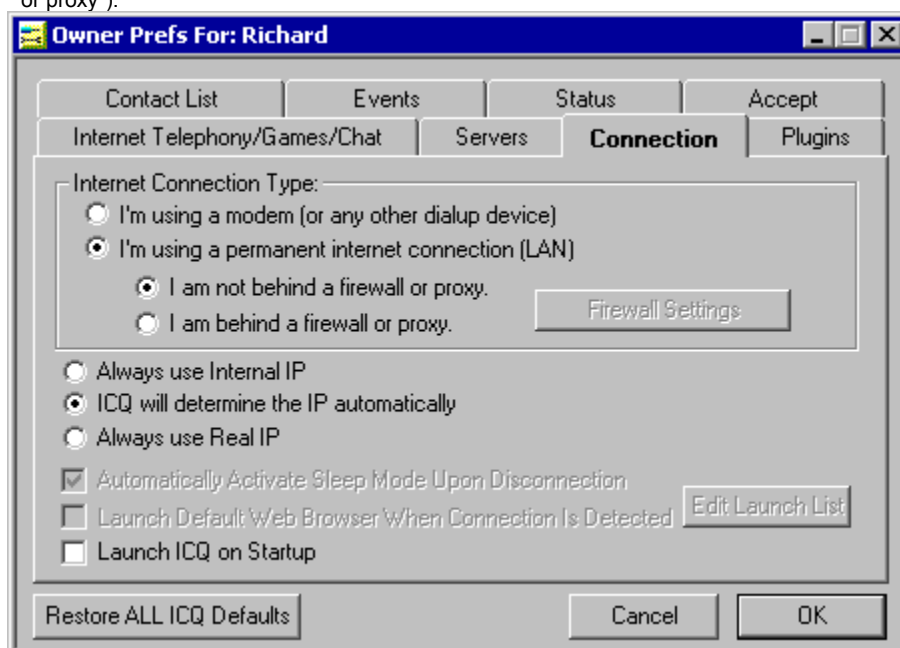 or proxy").
Owner Prefs For: Richard
Contact List Events Status Accept
Internet Telephony/Games/Chat Servers Connection Plugins
Internet Connection Type:
I'm using a modem (or any other dialup device)
I'm using a permanent internet connection (LAN)
I am not behind a firewall or proxy.
Firewall Settings
I am behind a firewall or proxy.
Always use Internal IP
ICQ will determine the IP automatically
Always use Real IP
Automatically Activate Sleep Mode Upon Disconnection
Launch Default Web Browser When Connection Is Detected Edit Launch List
Launch ICQ on Startup
Restore ALL ICQ Defaults Cancel OK